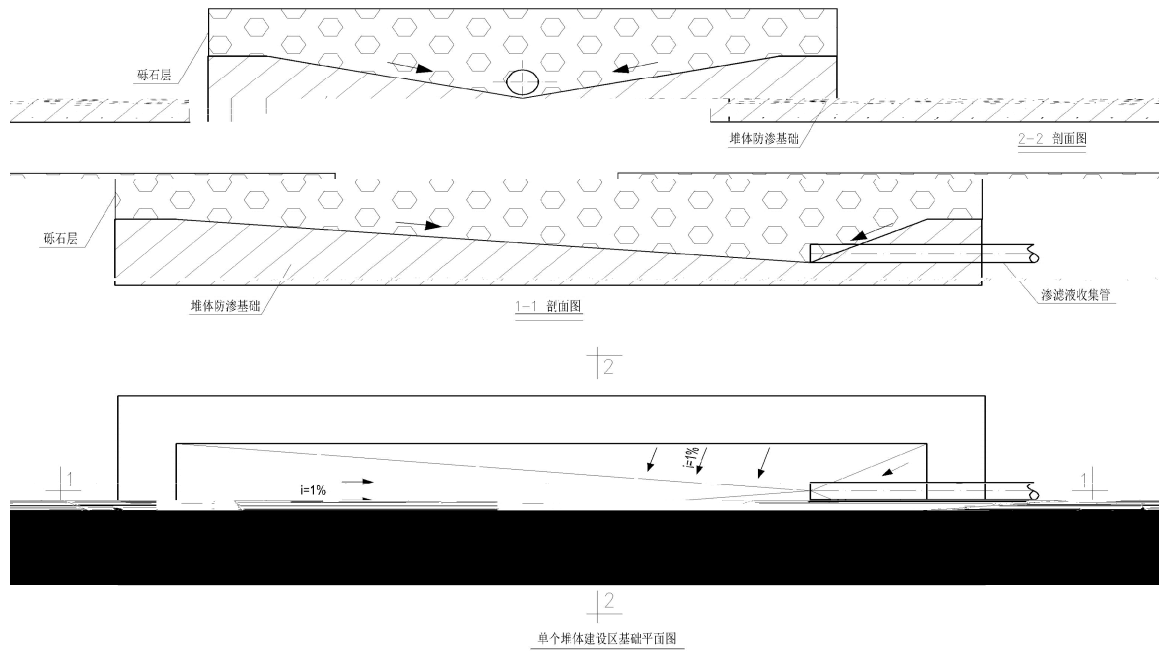 砾石层
堆体防渗基础
2-2 剖面图
砾石层
堆体防渗基础
1-1 剖面图
渗滤液收集管
2
i=1%
1
1
i=1%
2
单个堆体建设区基础平面图